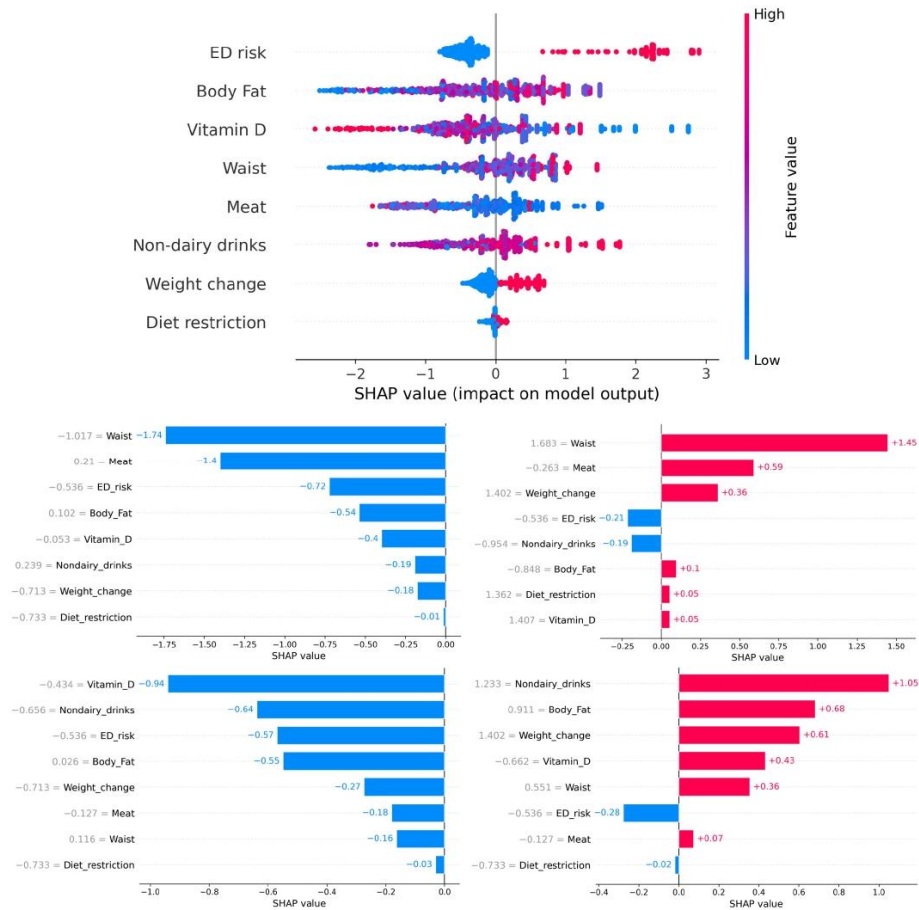 High
ED risk
Body Fat
Vitamin D
Waist
Meat
Non-dairy drinks
Weight change
Diet restriction
Feature value
Low
−2 −1 0 1 2 3
SHAP value (impact on model output)
−1.017 = Waist −1.74
0.21 = Meat −1.4
−0.536 = ED_risk −0.72
0.102 = Body_Fat −0.54
−0.053 = Vitamin_D −0.4
0.239 = Nondairy_drinks −0.19
−0.713 = Weight_change −0.18
−0.733 = Diet_restriction −0.01
−1.75 −1.50 −1.25 −1.00 −0.75 −0.50 −0.25 0.00
SHAP value
1.683 = Waist +1.45
−0.263 = Meat +0.59
1.402 = Weight_change +0.36
−0.536 = ED_risk −0.21
−0.954 = Nondairy_drinks −0.19
−0.848 = Body_Fat +0.1
1.362 = Diet_restriction +0.05
1.407 = Vitamin_D +0.05
−0.25 0.00 0.25 0.50 0.75 1.00 1.25 1.50
SHAP value
−0.434 = Vitamin_D −0.94
−0.656 = Nondairy_drinks −0.64
−0.536 = ED_risk −0.57
0.026 = Body_Fat −0.55
−0.713 = Weight_change −0.27
−0.127 = Meat −0.18
0.116 = Waist −0.16
−0.733 = Diet_restriction −0.03
−1.0 −0.8 −0.6 −0.4 −0.2 0.0
SHAP value
1.233 = Nondairy_drinks +1.05
0.911 = Body_Fat +0.68
1.402 = Weight_change +0.61
−0.662 = Vitamin_D +0.43
0.551 = Waist +0.36
−0.536 = ED_risk −0.28
−0.127 = Meat +0.07
−0.733 = Diet_restriction −0.02
−0.4 −0.2 0.0 0.2 0.4 0.6 0.8 1.0
SHAP value